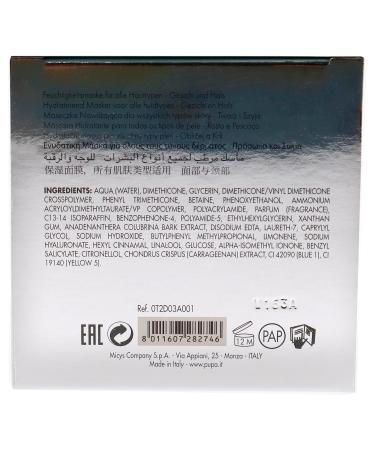 Feuchtigkeitsmaske für alle Hauttypen - Gesicht und Hals
Hydraterend Masker voor alle huidtypen - Gezicht en Hals
Maseczka Nawilżająca dla wszystkich typów skóry - Twarz i Szyja
Máscara Hidratante para todos os tipos de pele - Rosto e Pescoço
Ενυδατική Μάσκα για όλους τους τύπους δέρματος - Πρόσωπο και Λαιμό
ماسك مرطب لجميع أنواع البشرات - للوجه والرقبة
保湿面膜，所有肌肤类型适用 - 面部与颈部
INGREDIENTS: AQUA (WATER), DIMETHICONE, GLYCERIN, DIMETHICONE/VINYL DIMETHICONE
CROSSPOLYMER, PHENYL TRIMETHICONE, BETAINE, PHENOXYETHANOL, AMMONIUM
ACRYLOYLDIMETHYLTAURATE/VP COPOLYMER, POLYACRYLAMIDE, PARFUM (FRAGRANCE),
C13-14 ISOPARAFFIN, BENZOPHENONE-4, POLYAMIDE-5, ETHYLHEXYLGLYCERIN, XANTHAN
GUM, ANADENANTHERA COLUBRINA BARK EXTRACT, DISODIUM EDTA, LAURETH-7, CAPRYLYL
GLYCOL, SODIUM HYDROXIDE, BUTYLPHENYL METHYLPROPIONAL, LIMONENE, SODIUM
HYALURONATE, HEXYL CINNAMAL, LINALOOL, GLUCOSE, ALPHA-ISOMETHYL IONONE, BENZYL
SALICYLATE, CITRONELLOL, CHONDRUS CRISPUS (CARRAGEENAN) EXTRACT, CI 42090 (BLUE 1), CI
19140 (YELLOW 5).
Ref. 0T2D03A001
EAC
8 011607 282746
12 M
PAP
Micys Company S.p.A. - Via Appiani, 25 - Monza - ITALY
Made in Italy - www.pupa.it